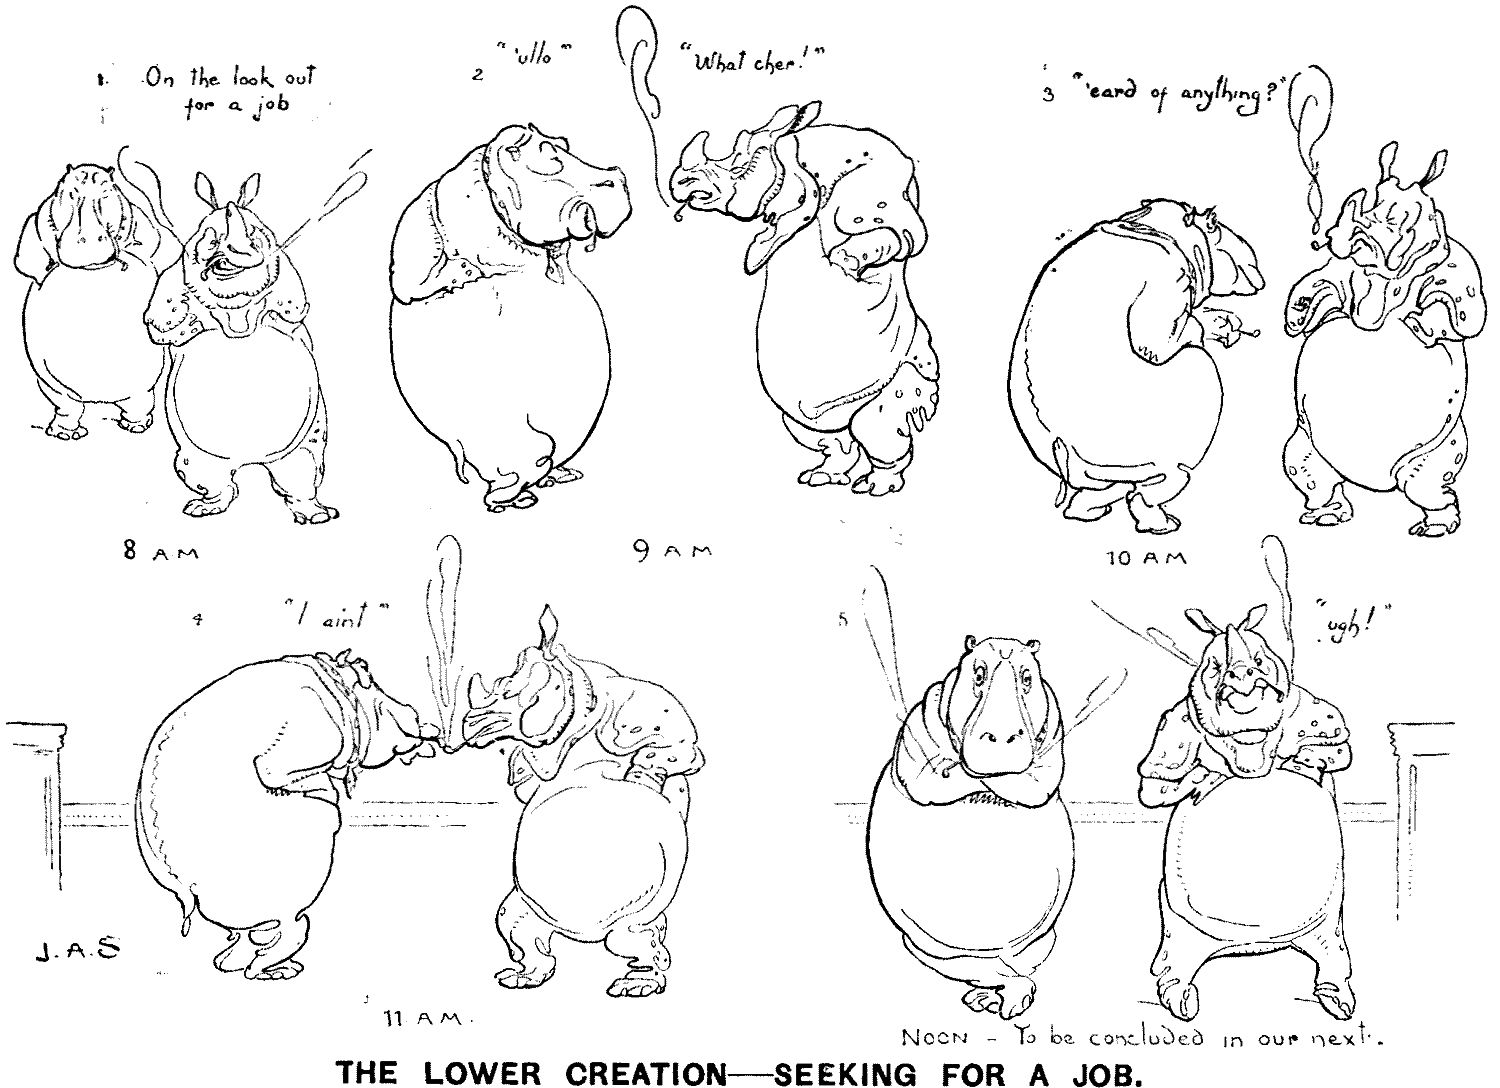 1. On the look out
for a job
2 "'ullo" "What cher!"
3 "'eard of anything?"
8 AM
9 AM
10 AM
4 "I aint"
5 "ugh!"
J.A.S
11 AM.
NOON - To be concluded in our next.
THE LOWER CREATION—SEEKING FOR A JOB.